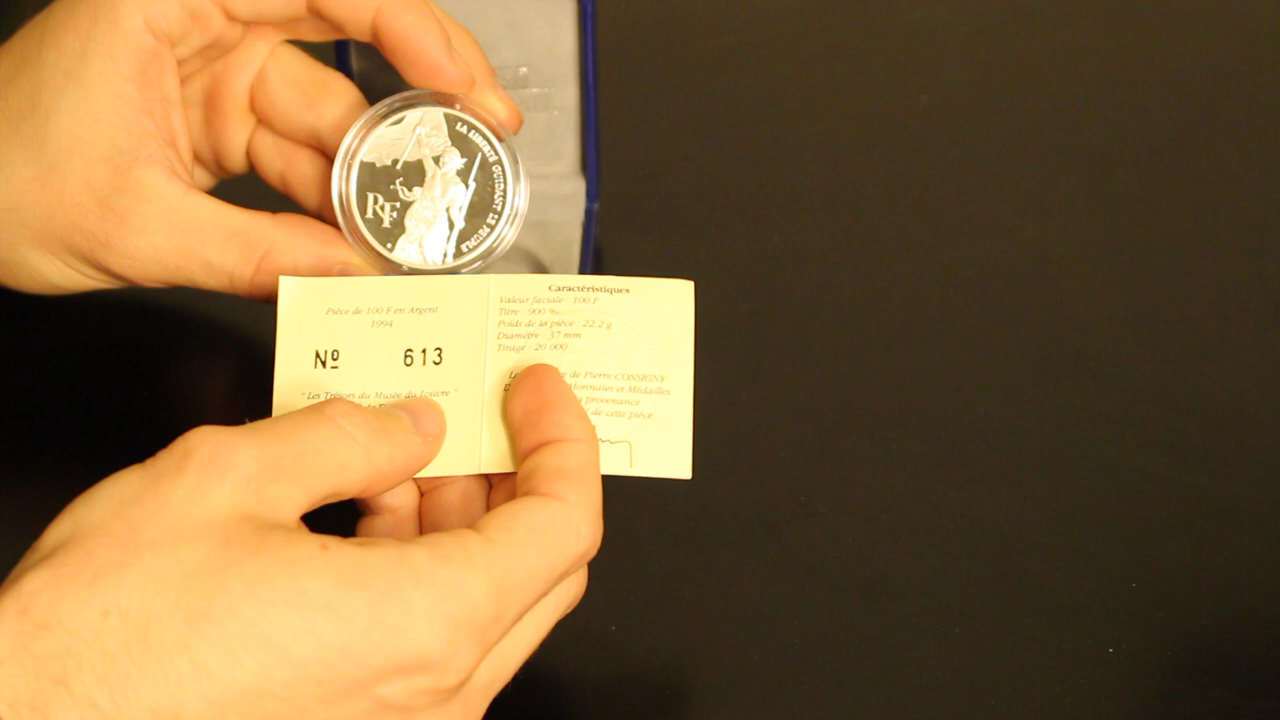 LA LIBERTÉ GUIDANT LE PEUPLE
RF
Pièce de 100 F en Argent
1994
Nº 613
" Les Trésors du Musée du Louvre "
Caractéristiques
Valeur faciale : 100 F
Titre : 900 ‰
Poids de la pièce : 22,2 g
Diamètre : 37 mm
Tirage : 20 000
de Pierre CONSIGNY
Monnaies et Médailles
provenance
de cette pièce.